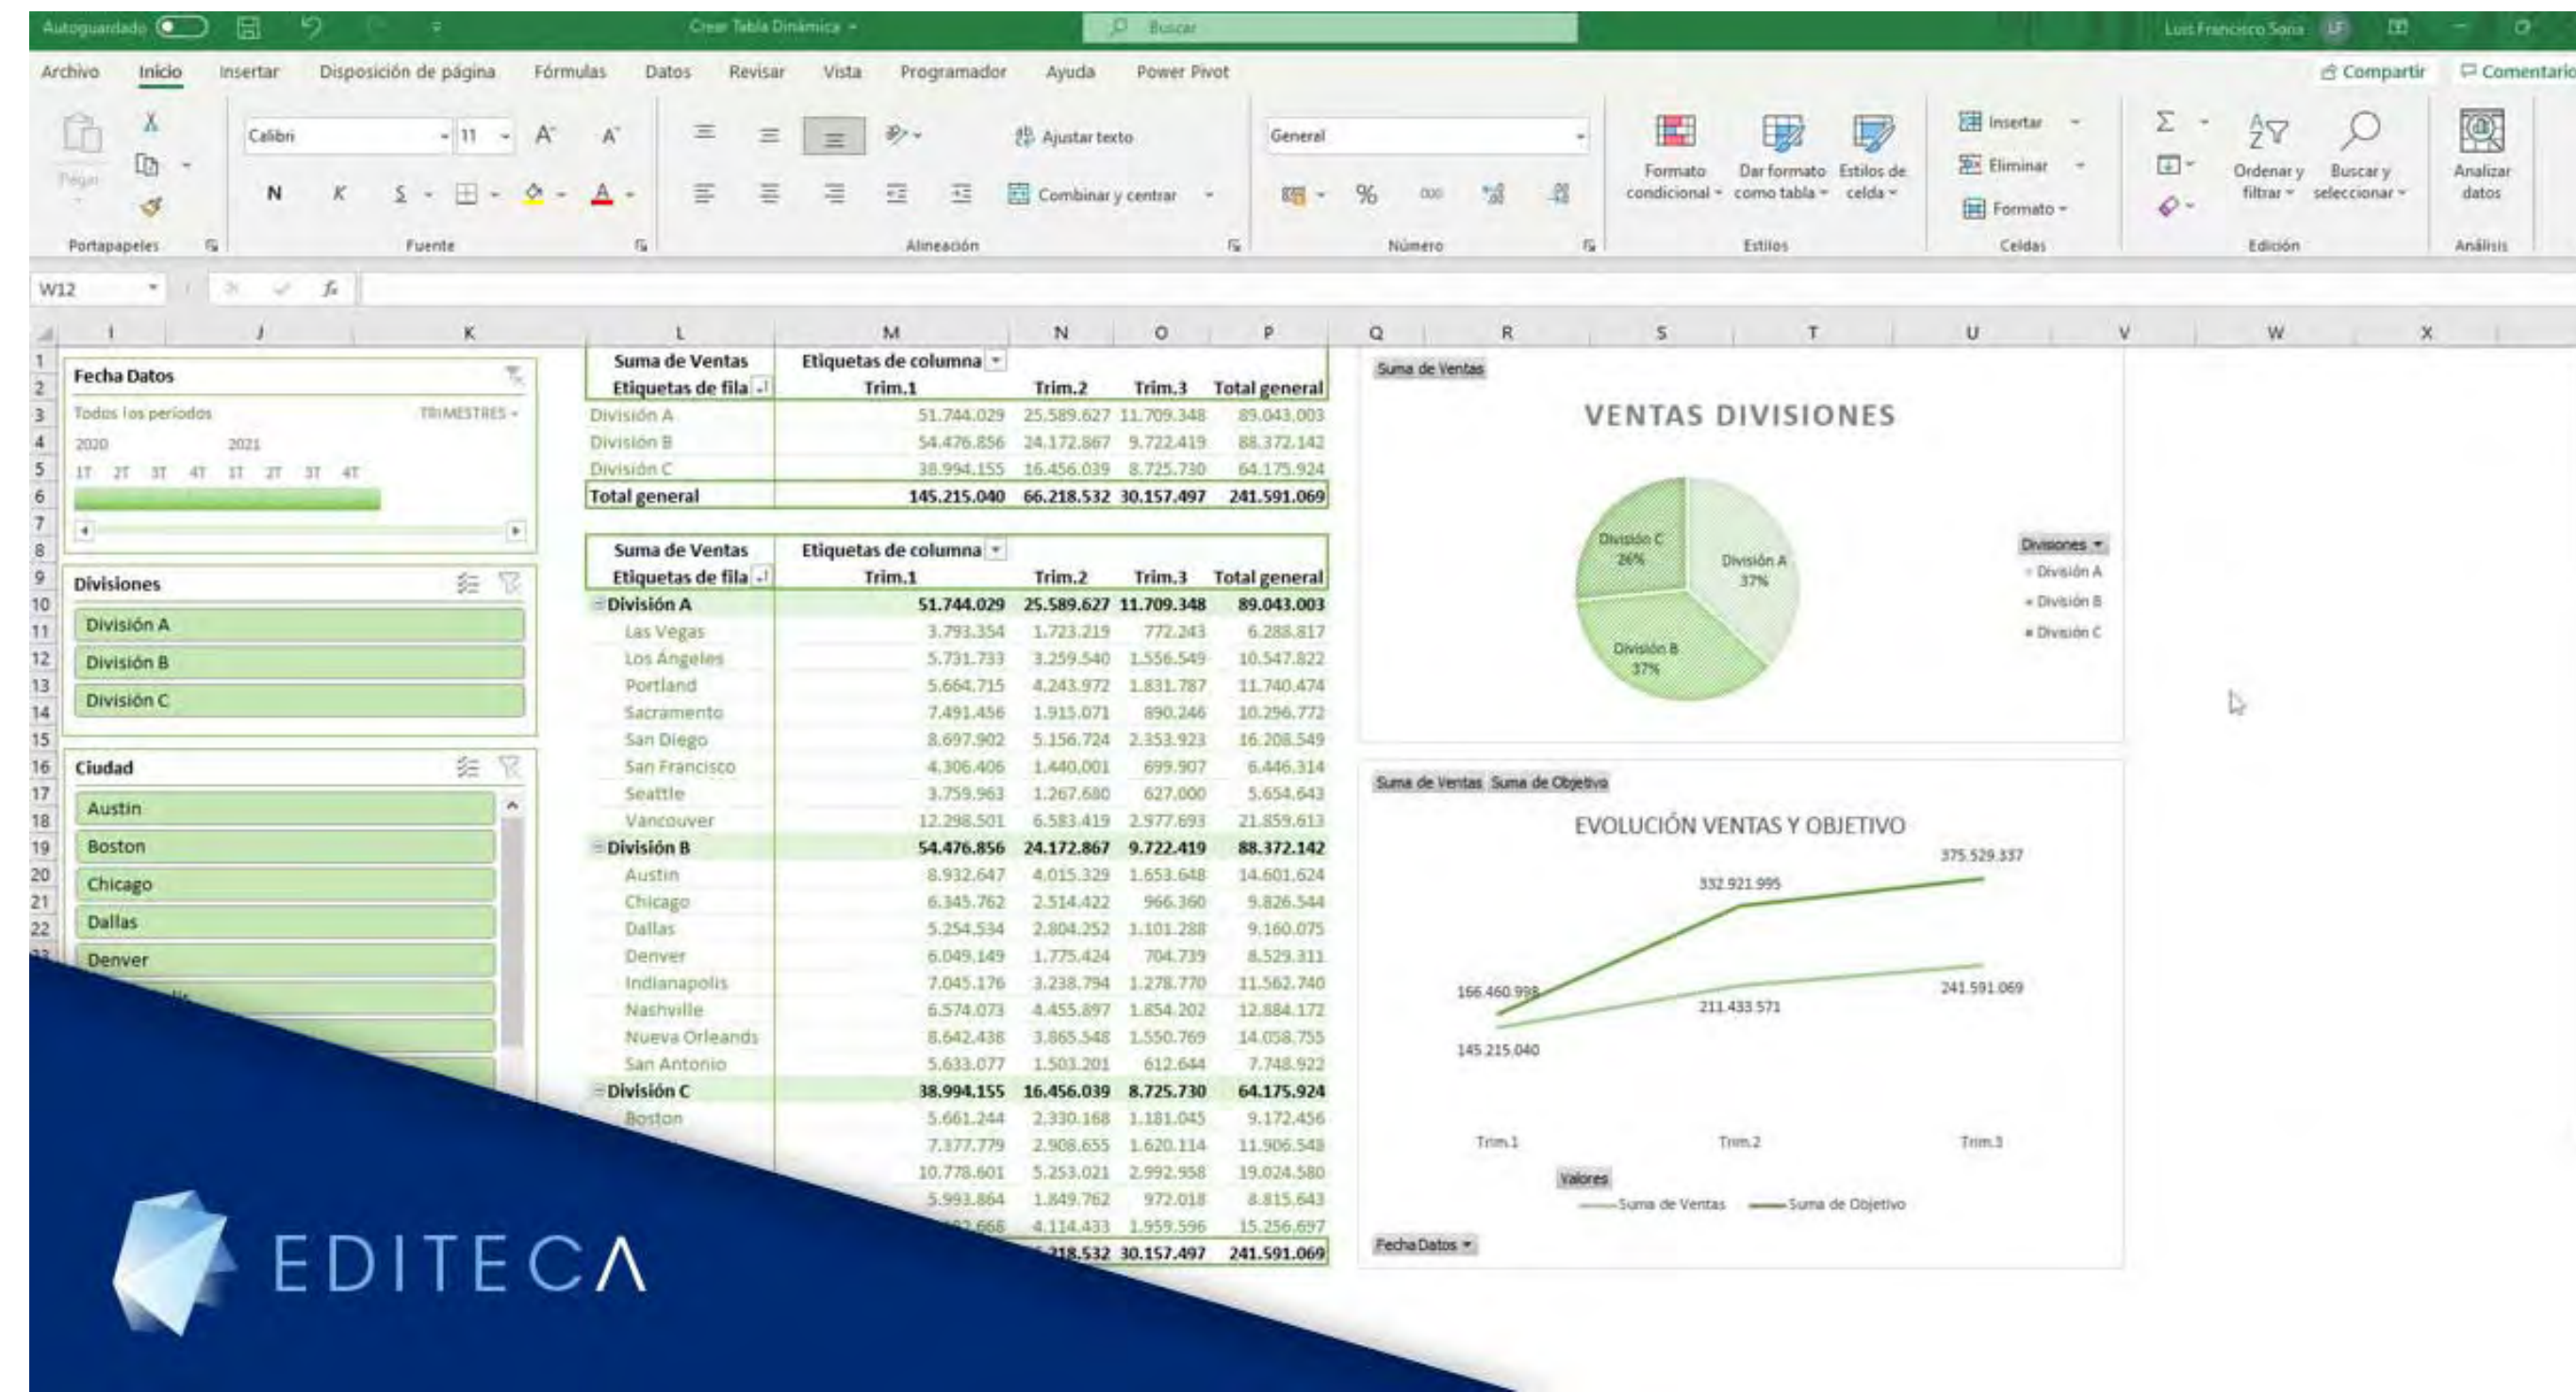 Autoguardado
Crear Tabla Dinámica
Buscar
Luis Francisco Soria
LF
Archivo Inicio Insertar Disposición de página Fórmulas Datos Revisar Vista Programador Ayuda Power Pivot
Compartir
Comentario
Pegar
Portapapeles
Calibri
11
N K S
Fuente
Ajustar texto
Combinar y centrar
Alineación
General
% 000
Número
Formato condicional
Dar formato como tabla
Estilos de celda
Estilos
Insertar
Eliminar
Formato
Celdas
Ordenar y filtrar
Buscar y seleccionar
Edición
Analizar datos
Análisis
W12
fx
I J K L M N O P Q R S T U V W X
1
2
3
4
5
6
7
8
9
10
11
12
13
14
15
16
17
18
19
20
21
22
Fecha Datos
Todos los períodos TRIMESTRES
2020 2021
1T 2T 3T 4T 1T 2T 3T 4T
Divisiones
División A
División B
División C
Ciudad
Austin
Boston
Chicago
Dallas
Denver
Suma de Ventas Etiquetas de columna
Etiquetas de fila Trim.1 Trim.2 Trim.3 Total general
División A 51.744.029 25.589.627 11.709.348 89.043.003
División B 54.476.856 24.172.867 9.722.419 88.372.142
División C 38.994.155 16.456.039 8.725.730 64.175.924
Total general 145.215.040 66.218.532 30.157.497 241.591.069
Suma de Ventas Etiquetas de columna
Etiquetas de fila Trim.1 Trim.2 Trim.3 Total general
División A 51.744.029 25.589.627 11.709.348 89.043.003
Las Vegas 3.793.354 1.723.219 772.243 6.288.817
Los Ángeles 5.731.733 3.259.540 1.556.549 10.547.822
Portland 5.664.715 4.243.972 1.831.787 11.740.474
Sacramento 7.491.456 1.915.071 890.246 10.296.772
San Diego 8.697.902 5.156.724 2.353.923 16.208.549
San Francisco 4.306.406 1.440.001 699.907 6.446.314
Seattle 3.759.963 1.267.680 627.000 5.654.643
Vancouver 12.298.501 6.583.419 2.977.693 21.859.613
División B 54.476.856 24.172.867 9.722.419 88.372.142
Austin 8.932.647 4.015.329 1.653.648 14.601.624
Chicago 6.345.762 2.514.422 966.360 9.826.544
Dallas 5.254.534 2.804.252 1.101.288 9.160.075
Denver 6.049.149 1.775.424 704.739 8.529.311
Indianapolis 7.045.176 3.238.794 1.278.770 11.562.740
Nashville 6.574.073 4.455.897 1.854.202 12.884.172
Nueva Orleands 8.642.438 3.865.548 1.550.769 14.058.755
San Antonio 5.633.077 1.503.201 612.644 7.748.922
División C 38.994.155 16.456.039 8.725.730 64.175.924
Boston 5.661.244 2.330.168 1.181.045 9.172.456
7.377.779 2.908.655 1.620.114 11.906.548
10.778.601 5.253.021 2.992.958 19.024.580
5.993.864 1.849.762 972.018 8.815.643
4.114.433 1.959.596 15.256.697
30.157.497 241.591.069
Suma de Ventas
VENTAS DIVISIONES
División C
26%
División A
37%
División B
37%
Divisiones
División A
División B
División C
Suma de Ventas Suma de Objetivo
EVOLUCIÓN VENTAS Y OBJETIVO
375.529.337
332.921.995
166.460.998
241.591.069
211.433.571
145.215.040
Trim.1 Trim.2 Trim.3
Valores
Suma de Ventas Suma de Objetivo
FechaDatos
EDITECA